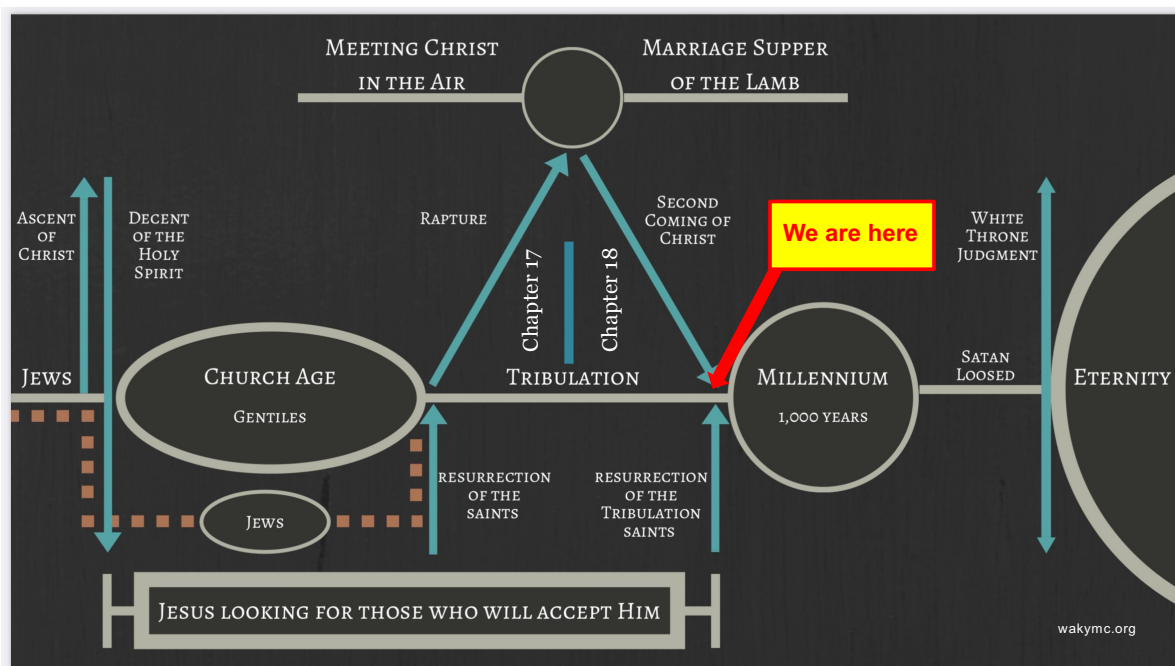 MEETING CHRIST
IN THE AIR
MARRIAGE SUPPER
OF THE LAMB
ASCENT
OF
CHRIST
DECENT
OF THE
HOLY
SPIRIT
RAPTURE
SECOND
COMING OF
CHRIST
We are here
WHITE
THRONE
JUDGMENT
Chapter 17
Chapter 18
JEWS
CHURCH AGE
GENTILES
TRIBULATION
MILLENNIUM
1,000 YEARS
SATAN
LOOSED
ETERNITY
JEWS
RESURRECTION
OF THE
SAINTS
RESURRECTION
OF THE
TRIBULATION
SAINTS
JESUS LOOKING FOR THOSE WHO WILL ACCEPT HIM
wakymc.org